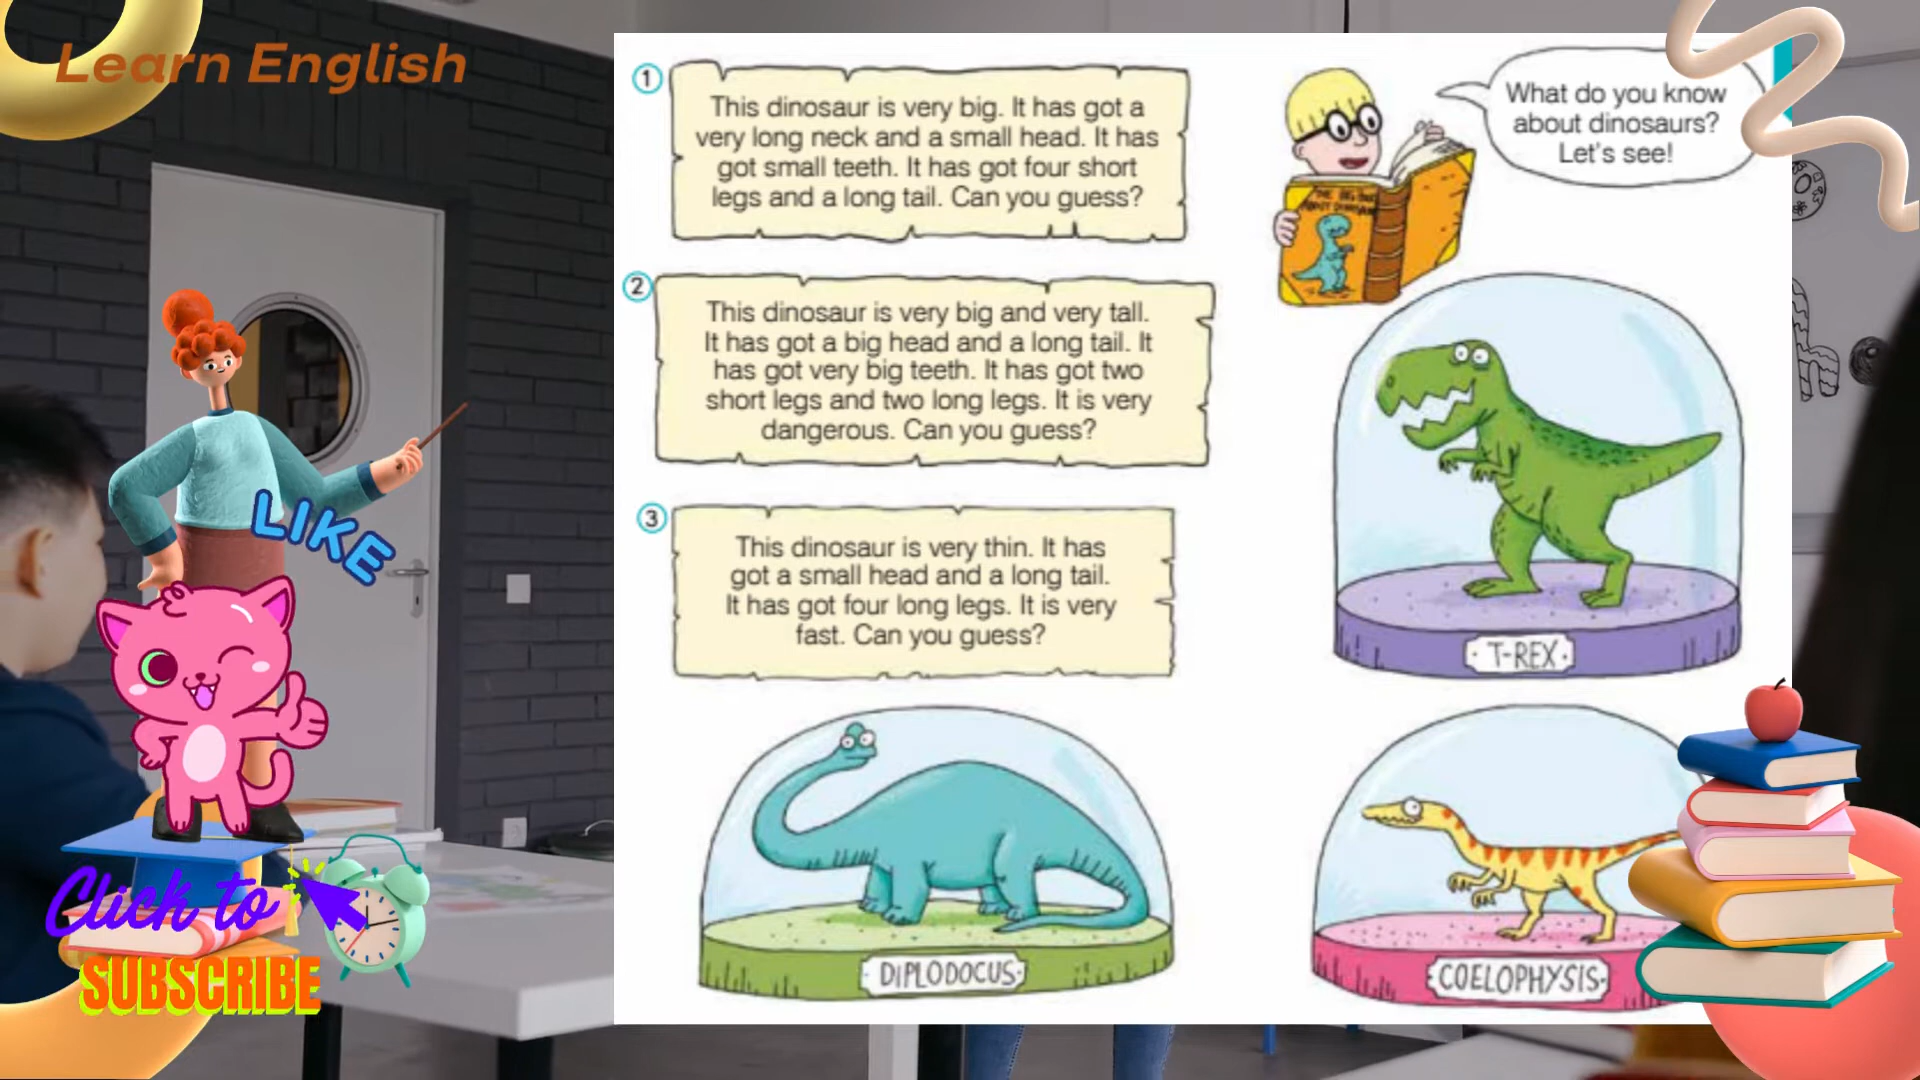 Learn English
1
This dinosaur is very big. It has got a
very long neck and a small head. It has
got small teeth. It has got four short
legs and a long tail. Can you guess?
What do you know
about dinosaurs?
Let's see!
2
This dinosaur is very big and very tall.
It has got a big head and a long tail. It
has got very big teeth. It has got two
short legs and two long legs. It is very
dangerous. Can you guess?
3
This dinosaur is very thin. It has
got a small head and a long tail.
It has got four long legs. It is very
fast. Can you guess?
T-REX
DIPLODOCUS
COELOPHYSIS
LIKE
Click to
SUBSCRIBE